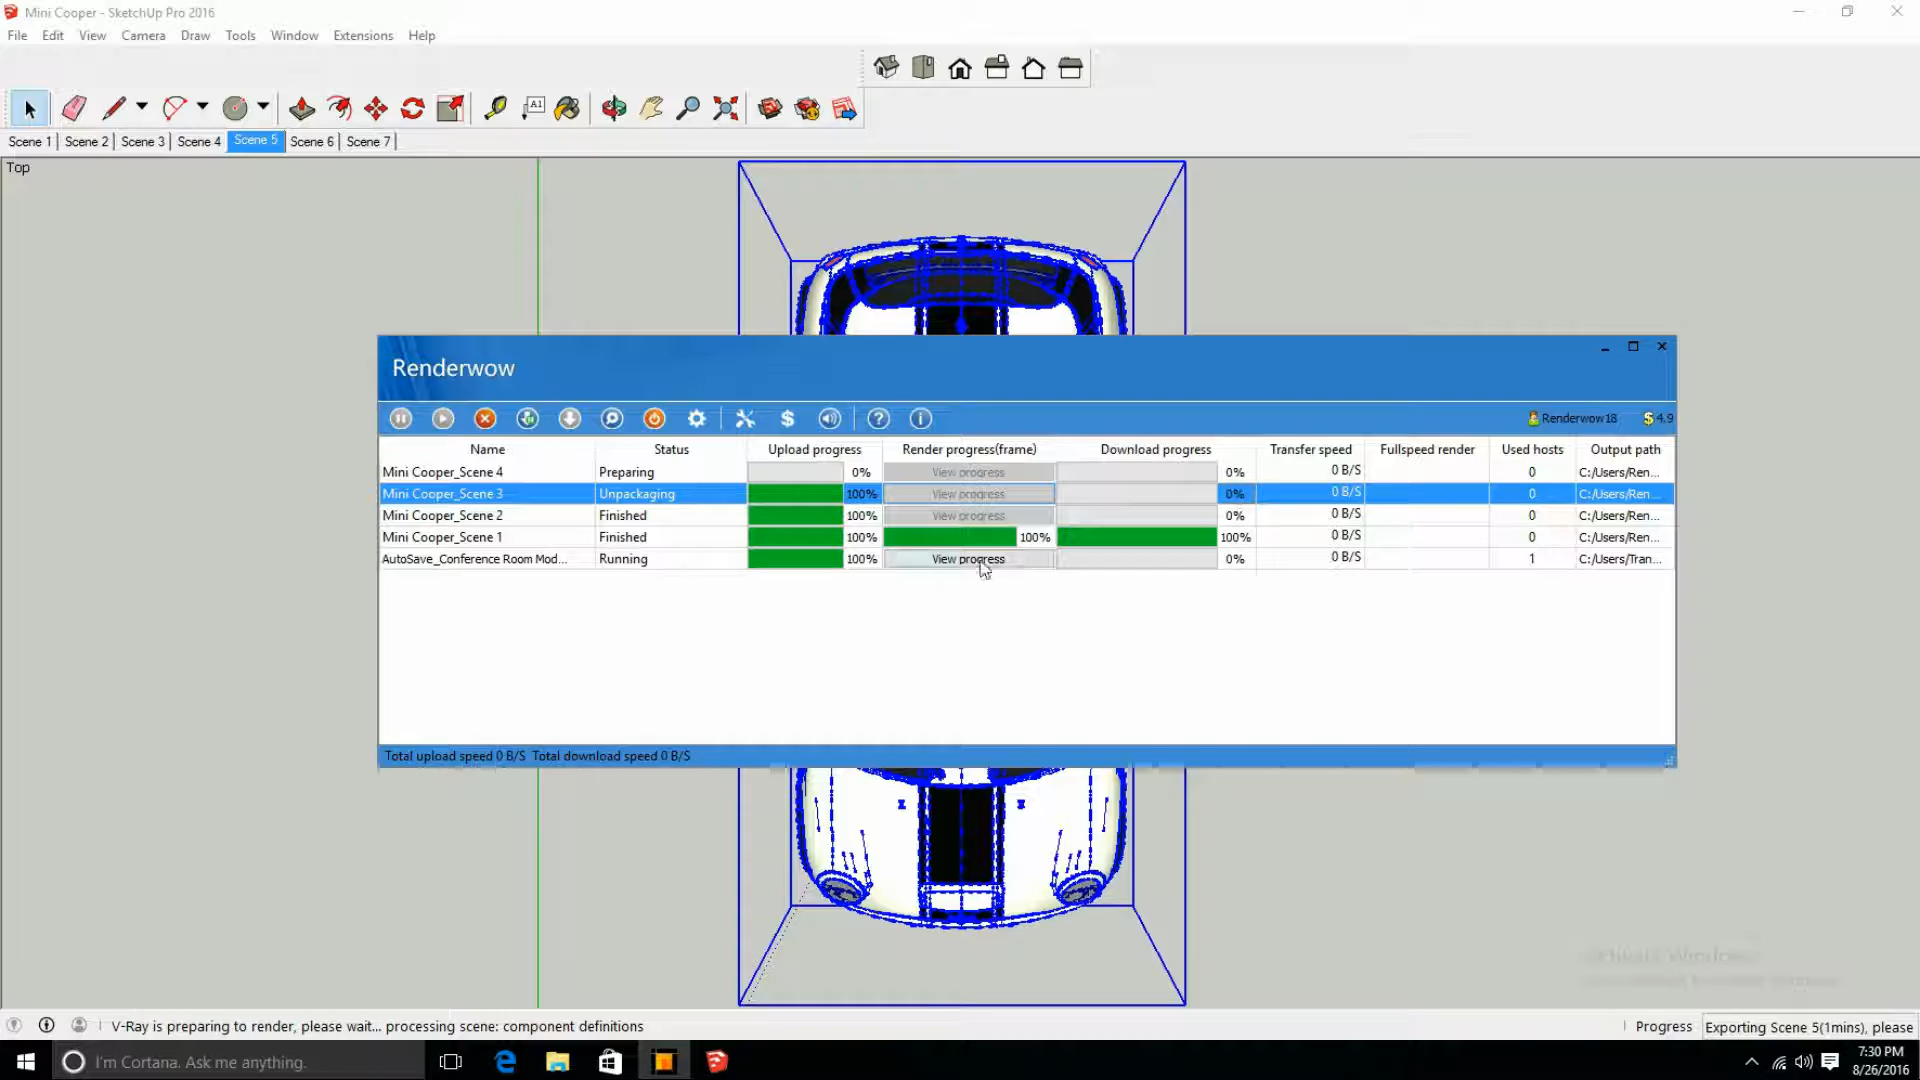 Mini Cooper - SketchUp Pro 2016
File Edit View Camera Draw Tools Window Extensions Help
A1
Scene 1 Scene 2 Scene 3 Scene 4 Scene 5 Scene 6 Scene 7
Top
Renderwow
$ ? i Renderwow18 $ 4.9
Name Status Upload progress Render progress(frame) Download progress Transfer speed Fullspeed render Used hosts Output path
Mini Cooper_Scene 4 Preparing 0% View progress 0% 0 B/S 0 C:/Users/Ren...
Mini Cooper_Scene 3 Unpackaging 100% View progress 0% 0 B/S 0 C:/Users/Ren...
Mini Cooper_Scene 2 Finished 100% View progress 0% 0 B/S 0 C:/Users/Ren...
Mini Cooper_Scene 1 Finished 100% 100% 100% 0 B/S 0 C:/Users/Ren...
AutoSave_Conference Room Mod... Running 100% View progress 0% 0 B/S 1 C:/Users/Tran...
Total upload speed 0 B/S Total download speed 0 B/S
Activate Windows
V-Ray is preparing to render, please wait... processing scene: component definitions Progress Exporting Scene 5(1mins), please
I'm Cortana. Ask me anything. 7:30 PM
8/26/2016